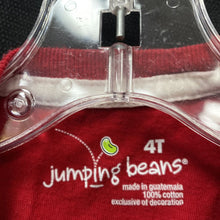 4T
jumping beans®
made in guatemala
100% cotton
exclusive of decoration